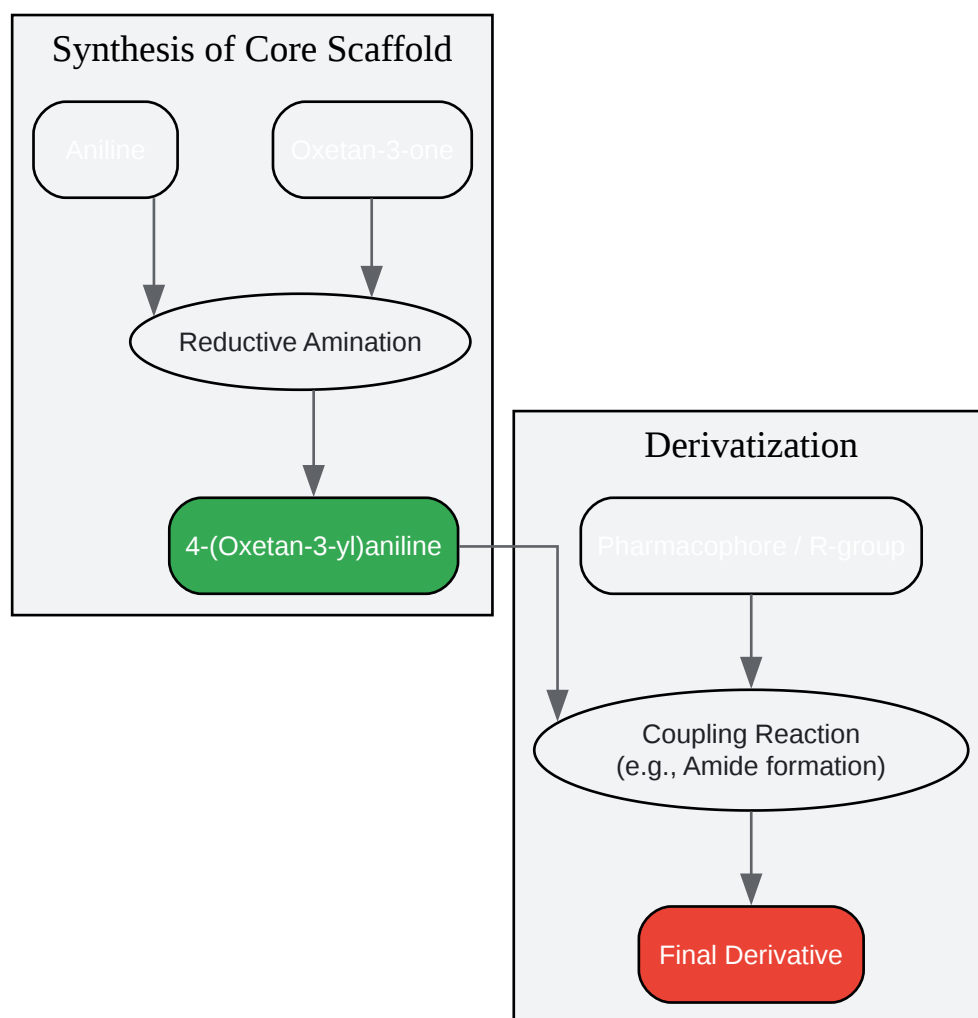 Synthesis of Core Scaffold
Aniline
Oxetan-3-one
Reductive Amination
4-(Oxetan-3-yl)aniline
Derivatization
Pharmacophore / R-group
Coupling Reaction
(e.g., Amide formation)
Final Derivative